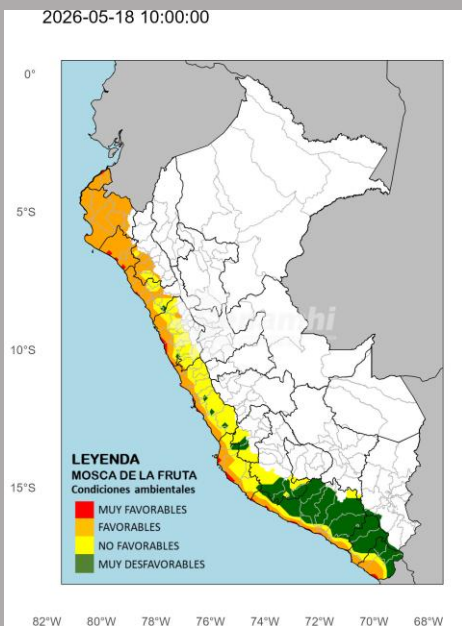 2026-05-18 10:00:00
0°
5°S
10°S
15°S
LEYENDA
MOSCA DE LA FRUTA
Condiciones ambientales
MUY FAVORABLES
FAVORABLES
NO FAVORABLES
MUY DESFAVORABLES
82°W 80°W 78°W 76°W 74°W 72°W 70°W 68°W